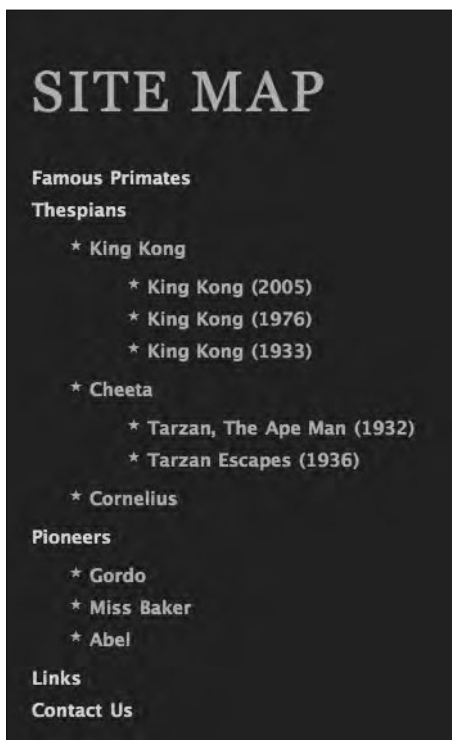 SITE MAP
Famous Primates
Thespians
★ King Kong
★ King Kong (2005)
★ King Kong (1976)
★ King Kong (1933)
★ Cheeta
★ Tarzan, The Ape Man (1932)
★ Tarzan Escapes (1936)
★ Cornelius
Pioneers
★ Gordo
★ Miss Baker
★ Abel
Links
Contact Us